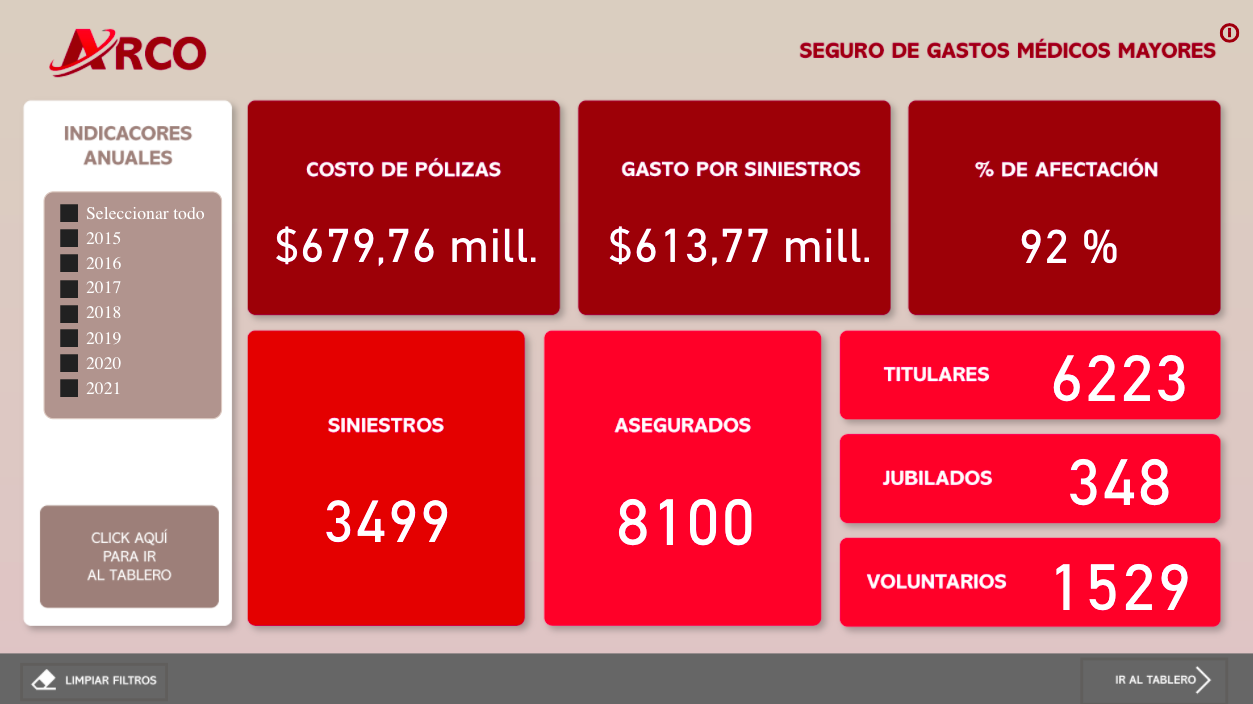 ARCO
SEGURO DE GASTOS MÉDICOS MAYORES
INDICACORES
ANUALES
Seleccionar todo
2015
2016
2017
2018
2019
2020
2021
CLICK AQUÍ
PARA IR
AL TABLERO
COSTO DE PÓLIZAS
$679,76 mill.
GASTO POR SINIESTROS
$613,77 mill.
% DE AFECTACIÓN
92 %
SINIESTROS
3499
ASEGURADOS
8100
TITULARES 6223
JUBILADOS 348
VOLUNTARIOS 1529
LIMPIAR FILTROS
IR AL TABLERO